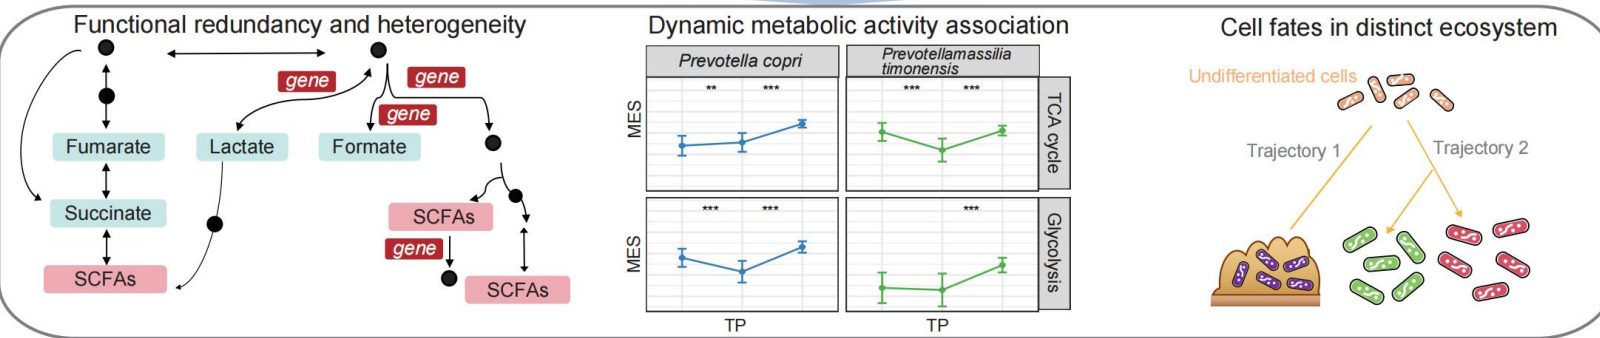 Functional redundancy and heterogeneity
gene
gene
gene
Fumarate
Lactate
Formate
Succinate
SCFAs
gene
SCFAs
SCFAs
Dynamic metabolic activity association
Prevotella copri
Prevotellamassilia
timonensis
MES
** ***
*** ***
TCA cycle
MES
*** ***
***
Glycolysis
TP
TP
Cell fates in distinct ecosystem
Undifferentiated cells
Trajectory 1
Trajectory 2